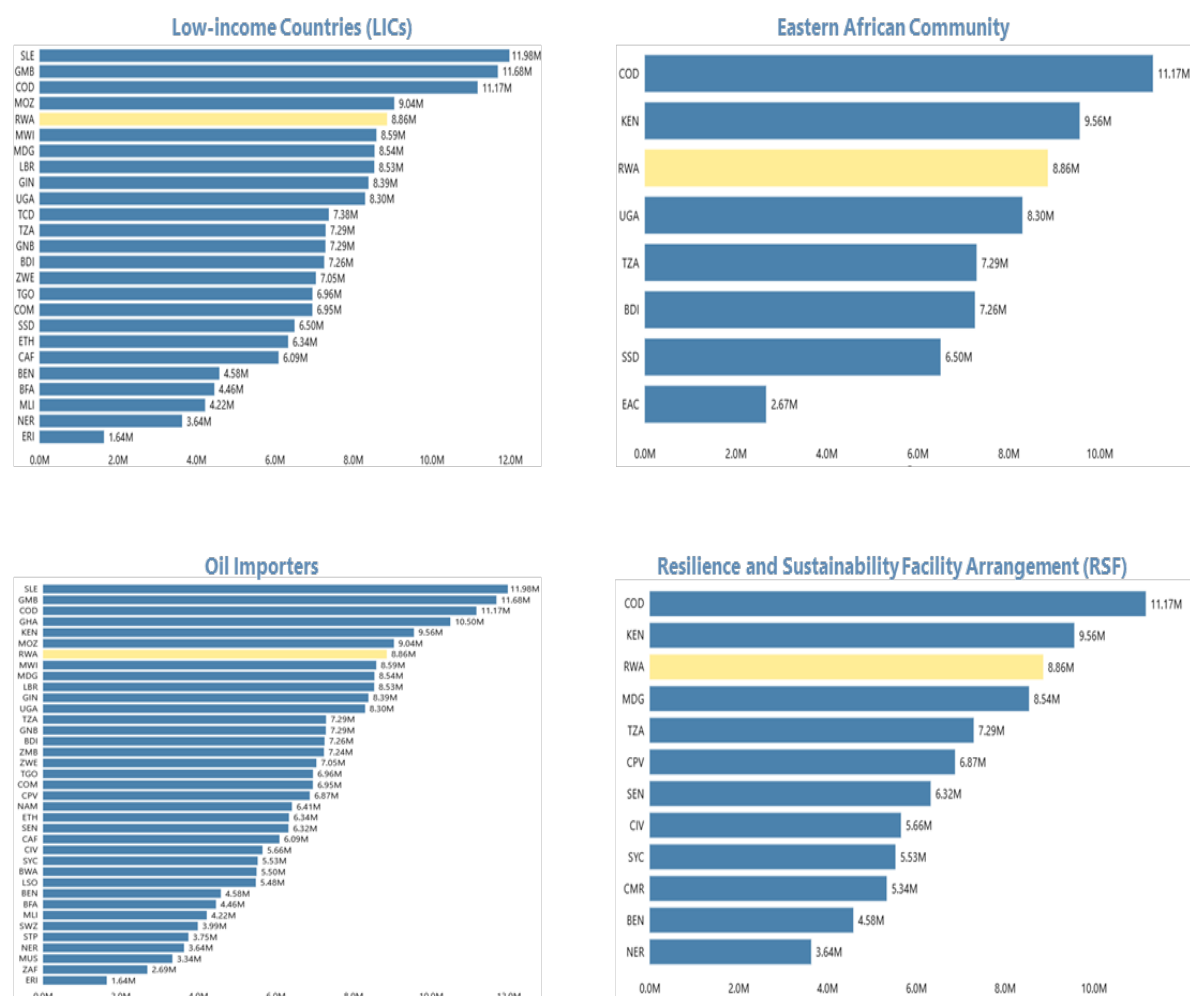 Low-income Countries (LICs)
SLE 11.98M
GMB 11.68M
COD 11.17M
MOZ 9.04M
RWA 8.86M
MWI 8.59M
MDG 8.54M
LBR 8.53M
GIN 8.39M
UGA 8.30M
TCD 7.38M
TZA 7.29M
GNB 7.29M
BDI 7.26M
ZWE 7.05M
TGO 6.96M
COM 6.95M
SSD 6.50M
ETH 6.34M
CAF 6.09M
BEN 4.58M
BFA 4.46M
MLI 4.22M
NER 3.64M
ERI 1.64M
0.0M 2.0M 4.0M 6.0M 8.0M 10.0M 12.0M
Eastern African Community
COD 11.17M
KEN 9.56M
RWA 8.86M
UGA 8.30M
TZA 7.29M
BDI 7.26M
SSD 6.50M
EAC 2.67M
0.0M 2.0M 4.0M 6.0M 8.0M 10.0M
Oil Importers
SLE 11.98M
GMB 11.68M
COD 11.17M
GHA 10.50M
KEN 9.56M
MOZ 9.04M
RWA 8.86M
MWI 8.59M
MDG 8.54M
LBR 8.53M
GIN 8.39M
UGA 8.30M
TZA 7.29M
GNB 7.29M
BDI 7.26M
ZMB 7.24M
ZWE 7.05M
TGO 6.96M
COM 6.95M
CPV 6.87M
NAM 6.41M
ETH 6.34M
SEN 6.32M
CAF 6.09M
CIV 5.66M
SYC 5.53M
BWA 5.50M
LSO 5.48M
BEN 4.58M
BFA 4.46M
MLI 4.22M
SWZ 3.99M
STP 3.75M
NER 3.64M
MUS 3.34M
ZAF 2.69M
ERI 1.64M
0.0M 2.0M 4.0M 6.0M 8.0M 10.0M 12.0M
Resilience and Sustainability Facility Arrangement (RSF)
COD 11.17M
KEN 9.56M
RWA 8.86M
MDG 8.54M
TZA 7.29M
CPV 6.87M
SEN 6.32M
CIV 5.66M
SYC 5.53M
CMR 5.34M
BEN 4.58M
NER 3.64M
0.0M 2.0M 4.0M 6.0M 8.0M 10.0M